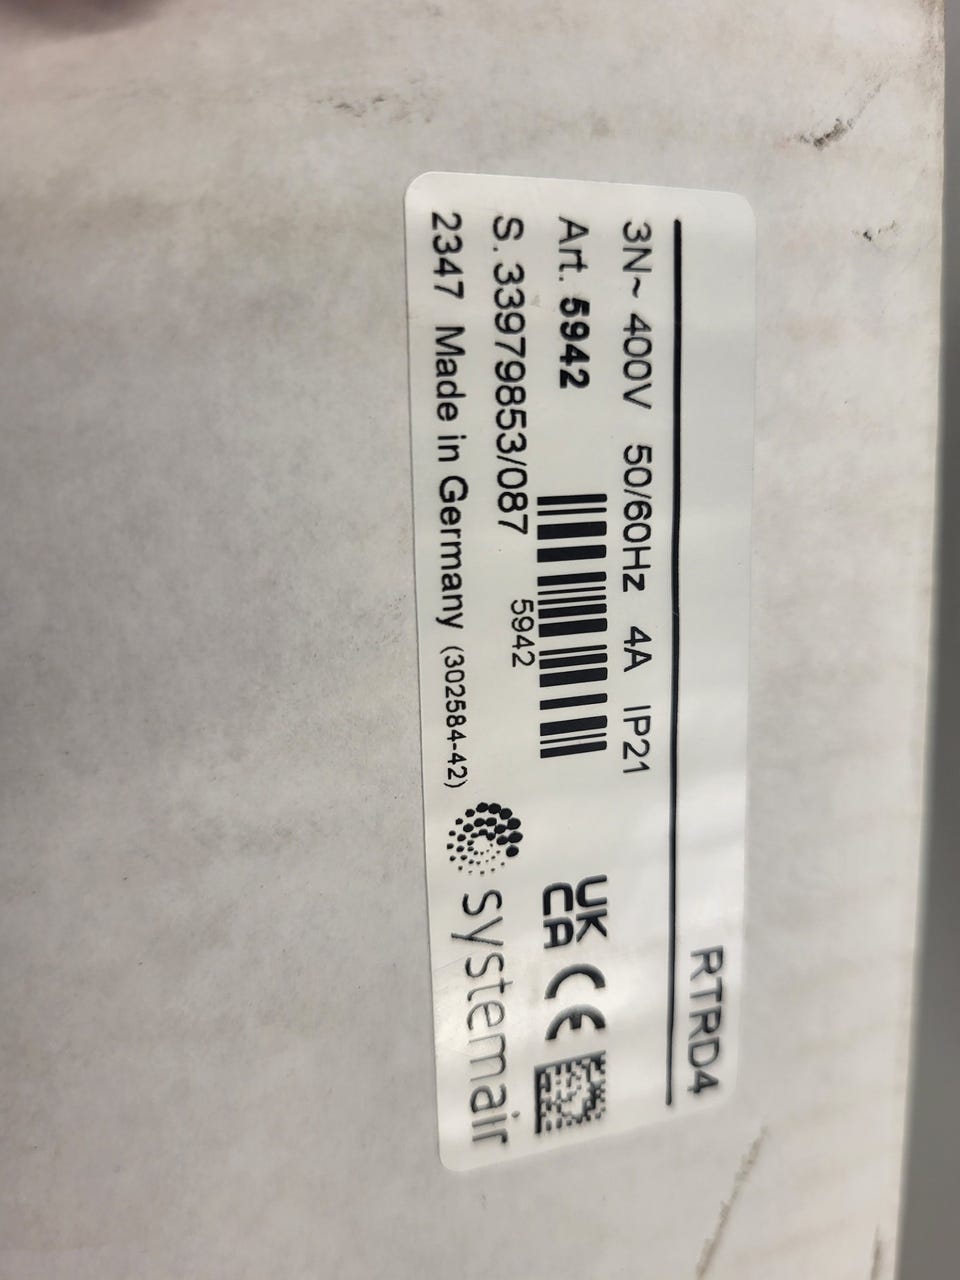 RTRD4
3N~ 400V 50/60Hz 4A IP21
Art. 5942
5942
UK
CA
CE
S. 33979853/087
2347 Made in Germany (302584-42)
systemair